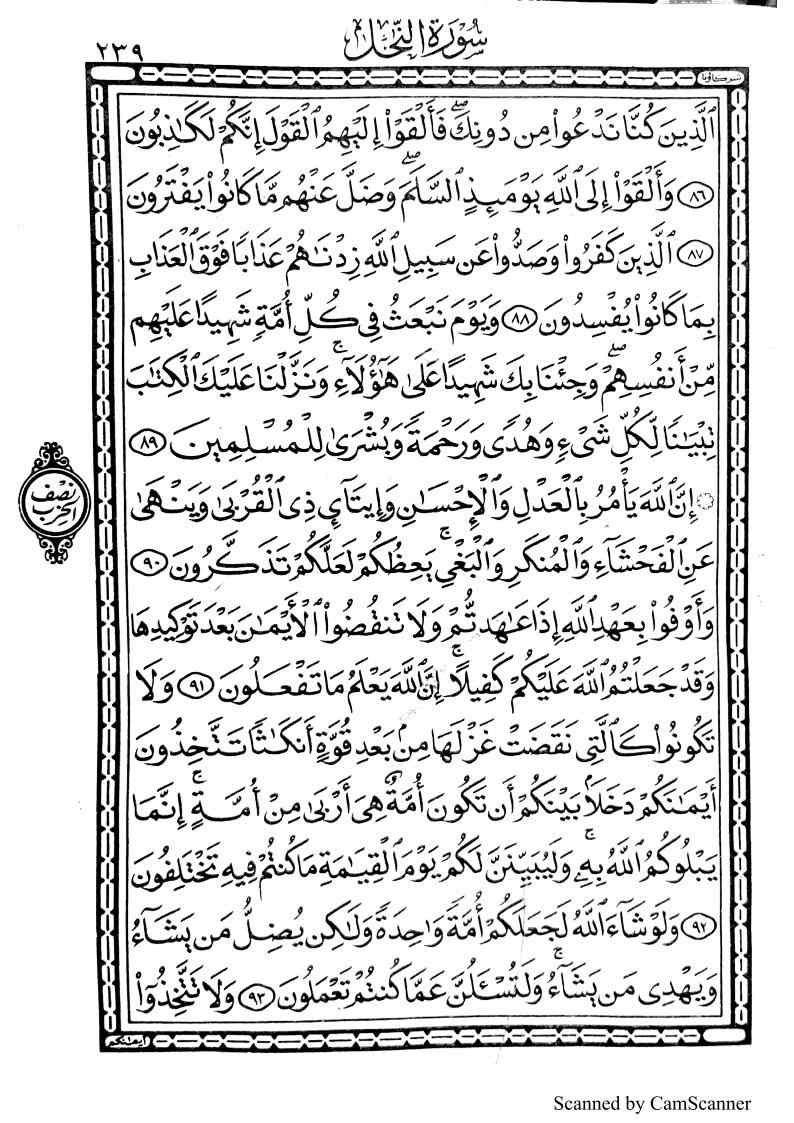 سُورَةُ النَّحْلِ
٢٣٩
شركاؤنا
ٱلَّذِينَ كُنَّا نَدْعُوا۟ مِن دُونِكَ ۖ فَأَلْقَوْا۟ إِلَيْهِمُ ٱلْقَوْلَ إِنَّكُمْ لَكَٰذِبُونَ
٨٦ وَأَلْقَوْا۟ إِلَى ٱللَّهِ يَوْمَئِذٍ ٱلسَّلَمَ ۖ وَضَلَّ عَنْهُم مَّا كَانُوا۟ يَفْتَرُونَ
٨٧ ٱلَّذِينَ كَفَرُوا۟ وَصَدُّوا۟ عَن سَبِيلِ ٱللَّهِ زِدْنَٰهُمْ عَذَابًا فَوْقَ ٱلْعَذَابِ
بِمَا كَانُوا۟ يُفْسِدُونَ ٨٨ وَيَوْمَ نَبْعَثُ فِى كُلِّ أُمَّةٍ شَهِيدًا عَلَيْهِم
مِّنْ أَنفُسِهِمْ ۖ وَجِئْنَا بِكَ شَهِيدًا عَلَىٰ هَٰٓؤُلَآءِ ۚ وَنَزَّلْنَا عَلَيْكَ ٱلْكِتَٰبَ
تِبْيَٰنًا لِّكُلِّ شَىْءٍ وَهُدًى وَرَحْمَةً وَبُشْرَىٰ لِلْمُسْلِمِينَ ٨٩
۞ إِنَّ ٱللَّهَ يَأْمُرُ بِٱلْعَدْلِ وَٱلْإِحْسَٰنِ وَإِيتَآئِ ذِى ٱلْقُرْبَىٰ وَيَنْهَىٰ
نصف
الحزب
عَنِ ٱلْفَحْشَآءِ وَٱلْمُنكَرِ وَٱلْبَغْىِ ۚ يَعِظُكُمْ لَعَلَّكُمْ تَذَكَّرُونَ ٩٠
وَأَوْفُوا۟ بِعَهْدِ ٱللَّهِ إِذَا عَٰهَدتُّمْ وَلَا تَنقُضُوا۟ ٱلْأَيْمَٰنَ بَعْدَ تَوْكِيدِهَا
وَقَدْ جَعَلْتُمُ ٱللَّهَ عَلَيْكُمْ كَفِيلًا ۚ إِنَّ ٱللَّهَ يَعْلَمُ مَا تَفْعَلُونَ ٩١ وَلَا
تَكُونُوا۟ كَٱلَّتِى نَقَضَتْ غَزْلَهَا مِنۢ بَعْدِ قُوَّةٍ أَنكَٰثًا تَتَّخِذُونَ
أَيْمَٰنَكُمْ دَخَلًۢا بَيْنَكُمْ أَن تَكُونَ أُمَّةٌ هِىَ أَرْبَىٰ مِنْ أُمَّةٍ ۚ إِنَّمَا
يَبْلُوكُمُ ٱللَّهُ بِهِۦ ۚ وَلَيُبَيِّنَنَّ لَكُمْ يَوْمَ ٱلْقِيَٰمَةِ مَا كُنتُمْ فِيهِ تَخْتَلِفُونَ
٩٢ وَلَوْ شَآءَ ٱللَّهُ لَجَعَلَكُمْ أُمَّةً وَٰحِدَةً وَلَٰكِن يُضِلُّ مَن يَشَآءُ
وَيَهْدِى مَن يَشَآءُ ۚ وَلَتُسْـَٔلُنَّ عَمَّا كُنتُمْ تَعْمَلُونَ ٩٣ وَلَا تَتَّخِذُوٓا۟
أيمانكم
Scanned by CamScanner